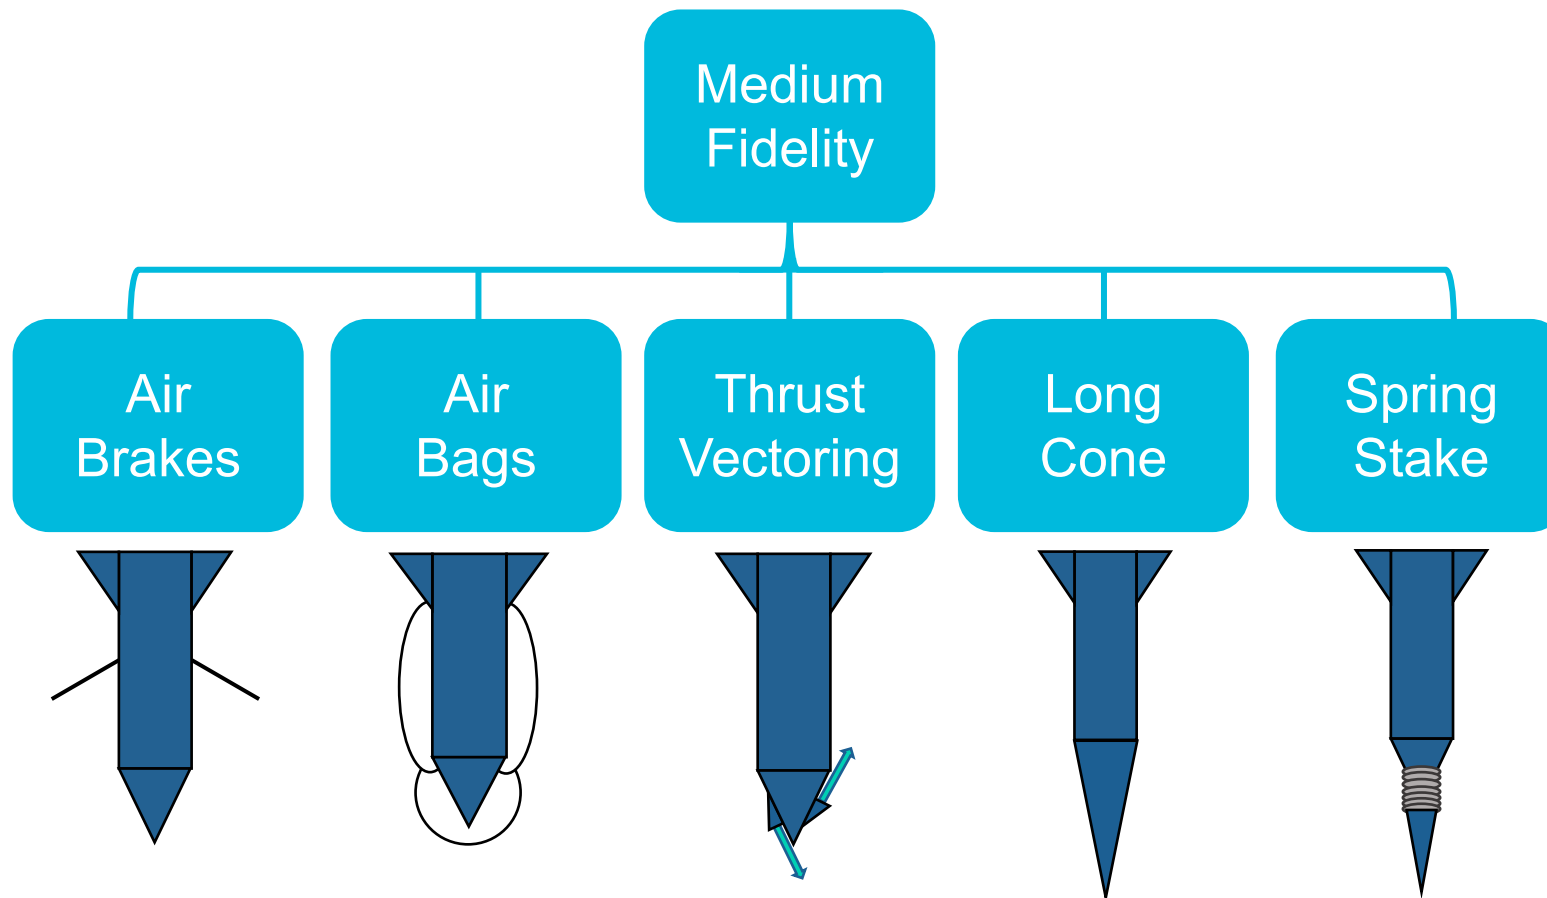 Medium
Fidelity
Air
Brakes
Air
Bags
Thrust
Vectoring
Long
Cone
Spring
Stake